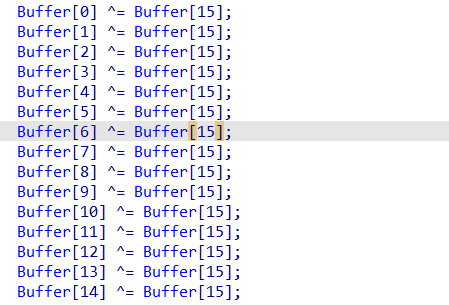 Buffer[0] ^= Buffer[15];
Buffer[1] ^= Buffer[15];
Buffer[2] ^= Buffer[15];
Buffer[3] ^= Buffer[15];
Buffer[4] ^= Buffer[15];
Buffer[5] ^= Buffer[15];
Buffer[6] ^= Buffer[15];
Buffer[7] ^= Buffer[15];
Buffer[8] ^= Buffer[15];
Buffer[9] ^= Buffer[15];
Buffer[10] ^= Buffer[15];
Buffer[11] ^= Buffer[15];
Buffer[12] ^= Buffer[15];
Buffer[13] ^= Buffer[15];
Buffer[14] ^= Buffer[15];